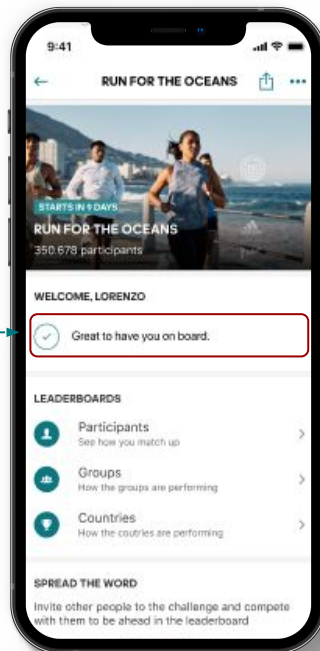 9:41
RUN FOR THE OCEANS
STARTS IN 9 DAYS
RUN FOR THE OCEANS
350.678 participants
WELCOME, LORENZO
Great to have you on board.
LEADERBOARDS
Participants
See how you match up
Groups
How the groups are performing
Countries
How the coutries are performing
SPREAD THE WORD
Invite other people to the challenge and compete
with them to be ahead in the leaderboard